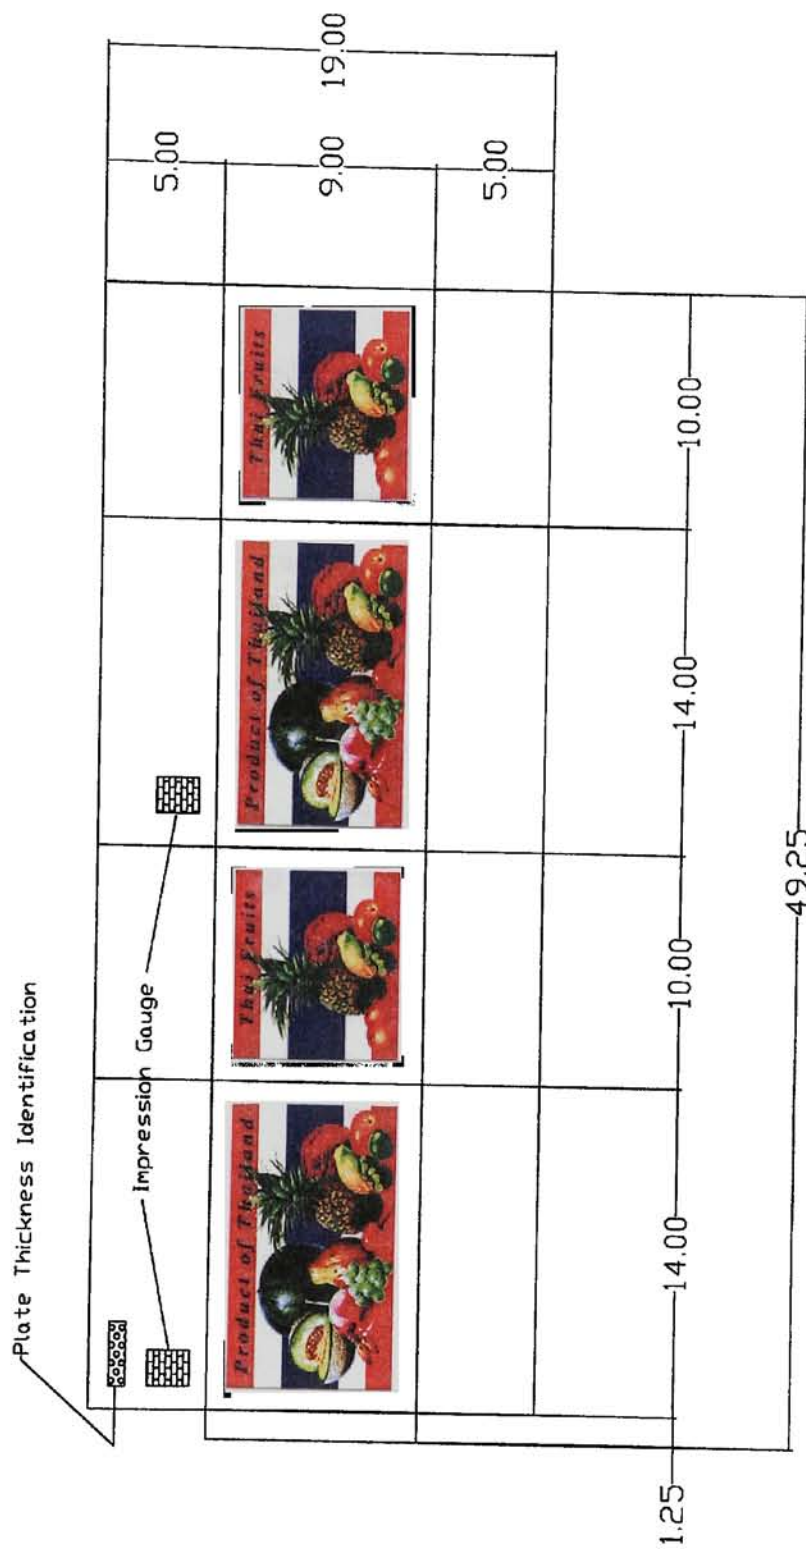 Plate Thickness Identification
Impression Gauge
Product of Thailand
Thai Fruits
Product of Thailand
Thai Fruits
5.00
9.00
5.00
19.00
1.25
14.00
10.00
14.00
10.00
49.25